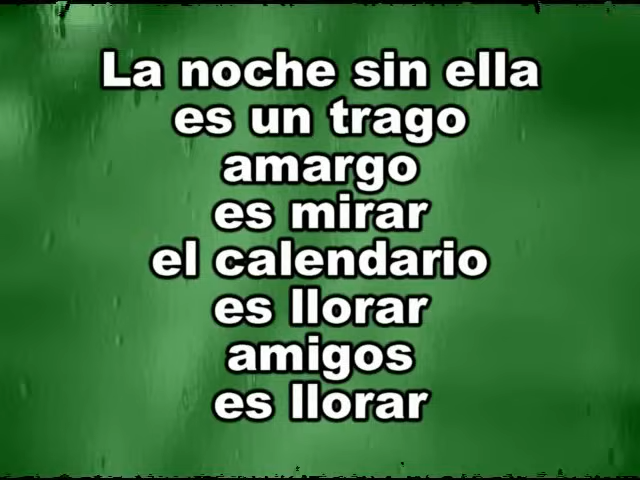 La noche sin ella
es un trago
amargo
es mirar
el calendario
es llorar
amigos
es llorar